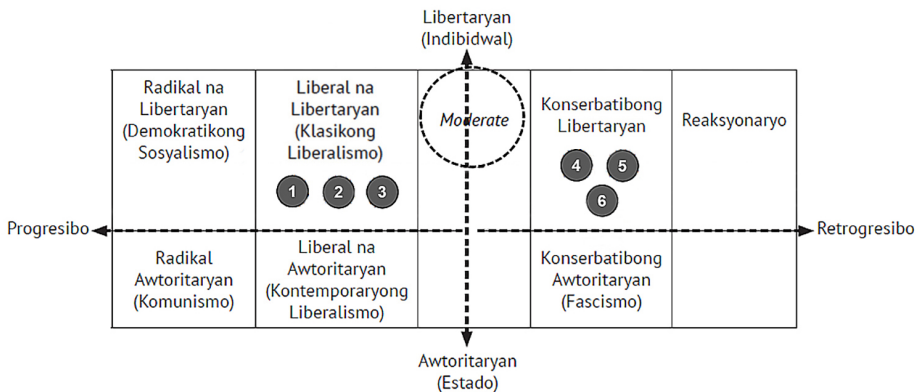 Libertaryan
(Indibidwal)
Radikal na
Libertaryan
(Demokratikong
Sosyalismo)
Liberal na
Libertaryan
(Klasikong
Liberalismo)
1 2 3
Moderate
Konserbatibong
Libertaryan
4 5
6
Reaksyonaryo
Progresibo
Retrogresibo
Radikal
Awtoritaryan
(Komunismo)
Liberal na
Awtoritaryan
(Kontemporaryong
Liberalismo)
Konserbatibong
Awtoritaryan
(Fascismo)
Awtoritaryan
(Estado)